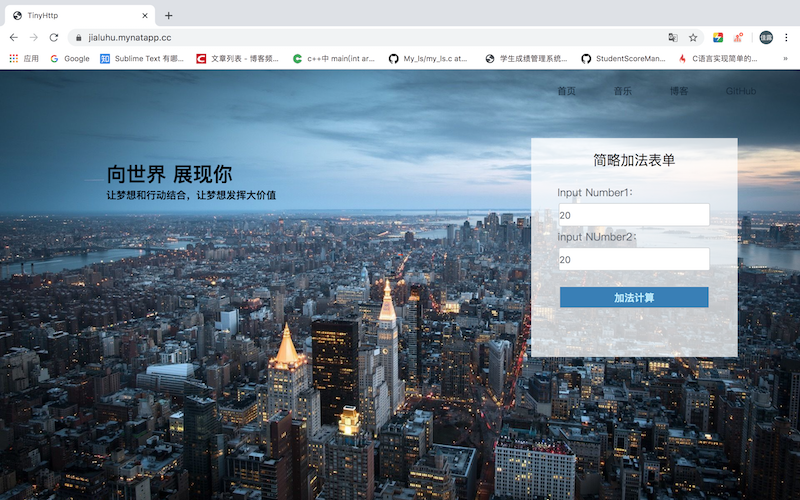 TinyHttp
jialuhu.mynatapp.cc
应用
Google
Sublime Text 有哪...
文章列表 - 博客频...
c++中 main(int ar...
My_ls/my_ls.c at...
学生成绩管理系统...
StudentScoreMan...
C语言实现简单的...
»
首页
音乐
博客
GitHub
向世界 展现你
让梦想和行动结合，让梦想发挥大价值
简略加法表单
Input Number1:
20
Input NUmber2:
20
加法计算